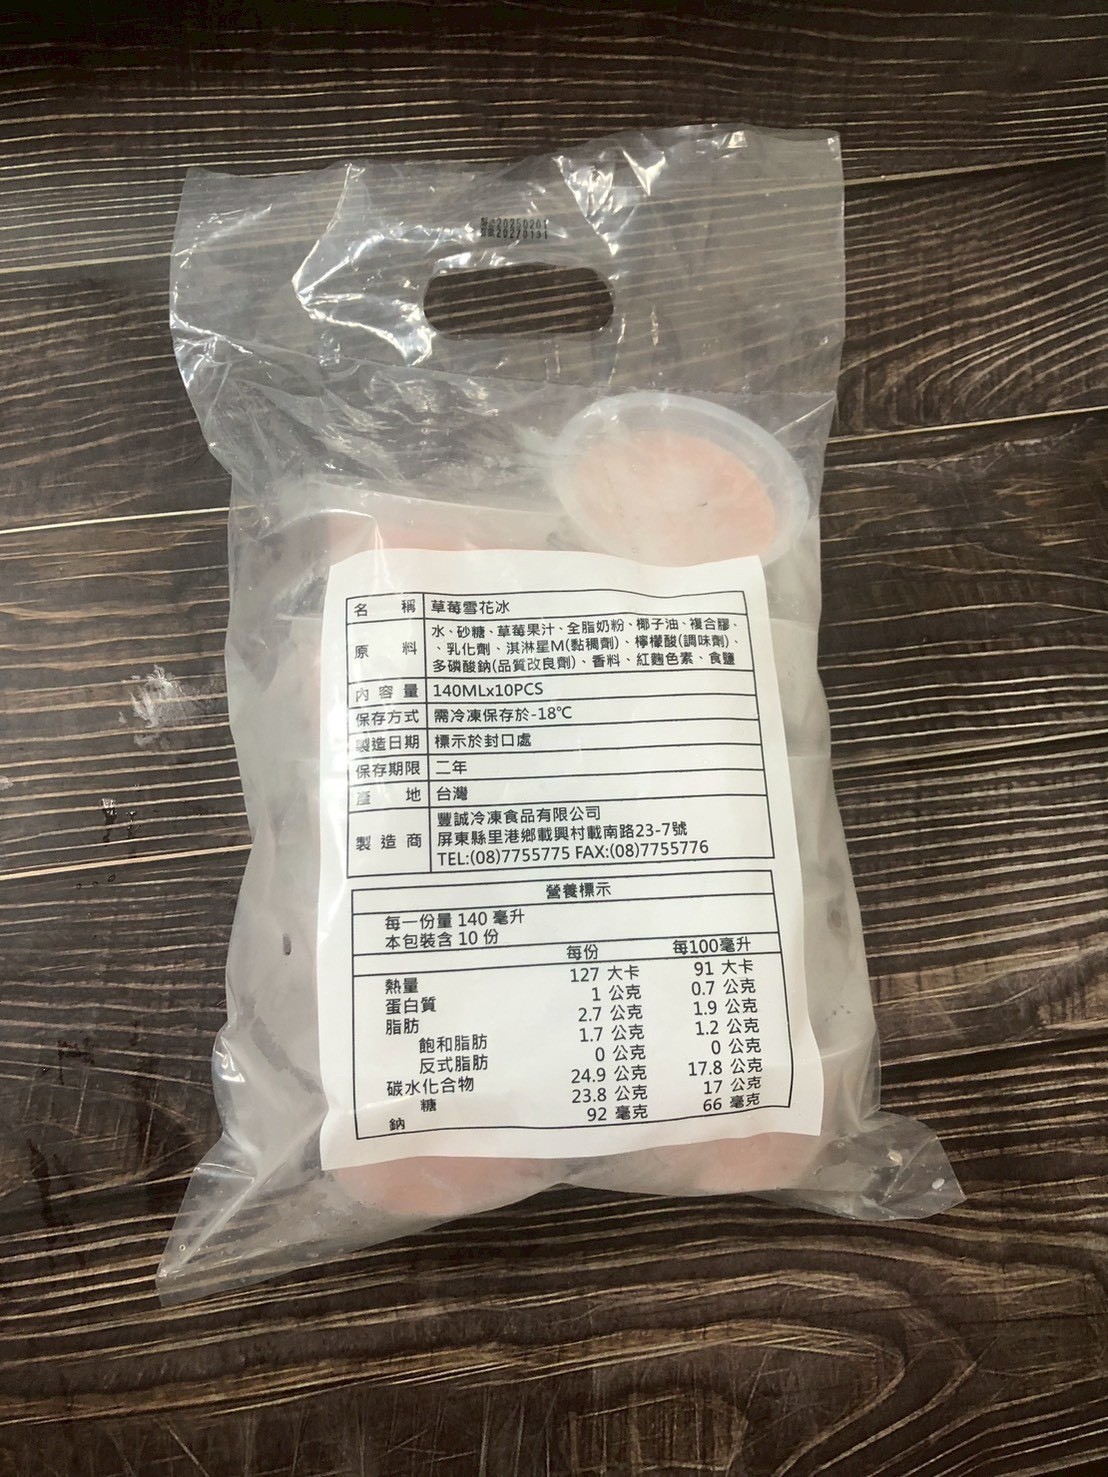 20250201
20270131
名稱 草莓雪花冰
原料 水、砂糖、草莓果汁、全脂奶粉、椰子油、複合膠、
、乳化劑、淇淋星M(黏稠劑)、檸檬酸(調味劑)、
多磷酸鈉(品質改良劑)、香料、紅麴色素、食鹽
內容量 140MLx10PCS
保存方式 需冷凍保存於-18℃
製造日期 標示於封口處
保存期限 二年
產地 台灣
製造商 豐誠冷凍食品有限公司
屏東縣里港鄉載興村載南路23-7號
TEL:(08)7755775 FAX:(08)7755776
營養標示
每一份量 140 毫升
本包裝含 10 份
每份 每100毫升
熱量 127 大卡 91 大卡
蛋白質 1 公克 0.7 公克
脂肪 2.7 公克 1.9 公克
飽和脂肪 1.7 公克 1.2 公克
反式脂肪 0 公克 0 公克
碳水化合物 24.9 公克 17.8 公克
糖 23.8 公克 17 公克
鈉 92 毫克 66 毫克